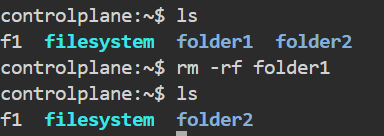 controlplane:~$ ls
f1  filesystem  folder1  folder2
controlplane:~$ rm -rf folder1
controlplane:~$ ls
f1  filesystem  folder2